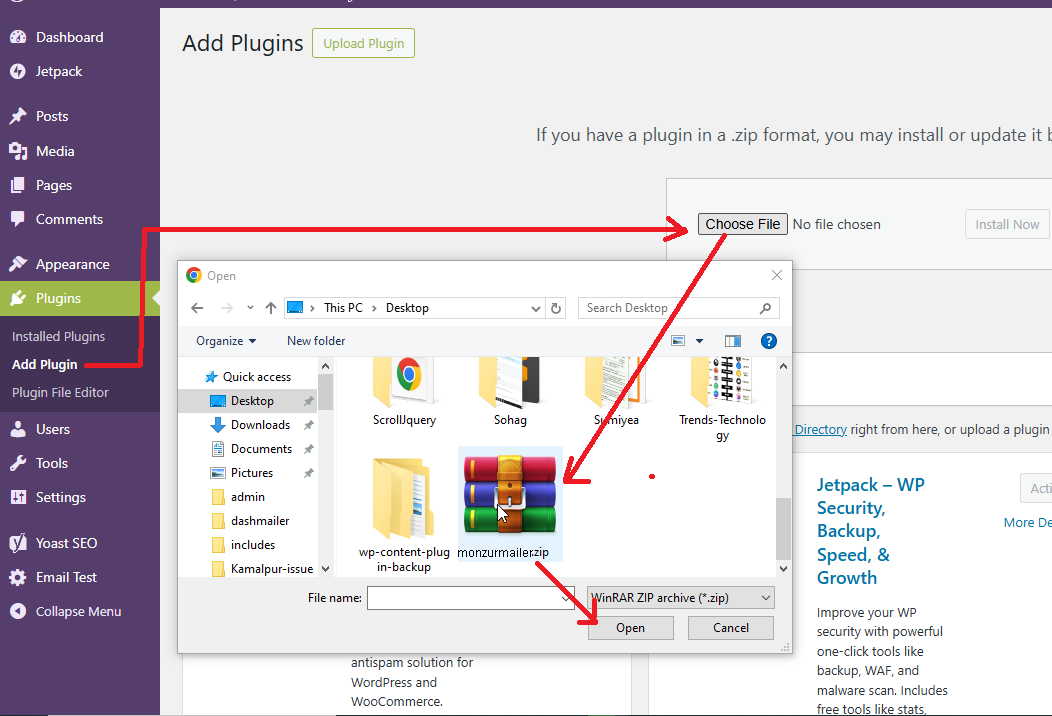 Dashboard
Jetpack
Posts
Media
Pages
Comments
Appearance
Plugins
Installed Plugins
Add Plugin
Plugin File Editor
Users
Tools
Settings
Yoast SEO
Email Test
Collapse Menu
Add Plugins
Upload Plugin
If you have a plugin in a .zip format, you may install or update it
Choose File No file chosen
Install Now
Open
This PC > Desktop
Search Desktop
Organize
New folder
Quick access
Desktop
Downloads
Documents
Pictures
admin
dashmailer
includes
Kamalpur-issue
ScrollJquery
Sohag
Sumiyea
Trends-Technolo
gy
wp-content-plug
in-backup
monzurmailer.zip
File name:
WinRAR ZIP archive (*.zip)
Open
Cancel
Directory right from here, or upload a plugin
Jetpack – WP
Security,
Backup,
Speed, &
Growth
More
Improve your WP
security with powerful
one-click tools like
backup, WAF, and
malware scan. Includes
free tools like stats,
antispam solution for
WordPress and
WooCommerce.